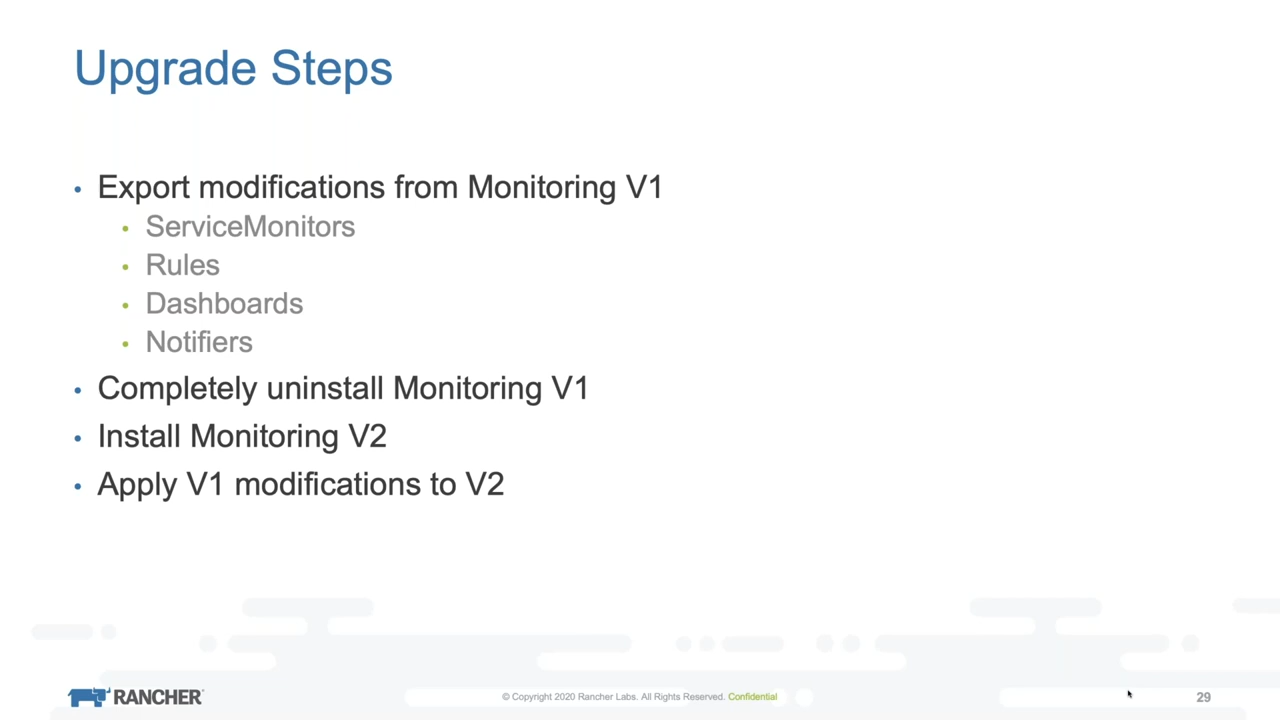 Upgrade Steps
• Export modifications from Monitoring V1
• ServiceMonitors
• Rules
• Dashboards
• Notifiers
• Completely uninstall Monitoring V1
• Install Monitoring V2
• Apply V1 modifications to V2
RANCHER
© Copyright 2020 Rancher Labs. All Rights Reserved. Confidential
29